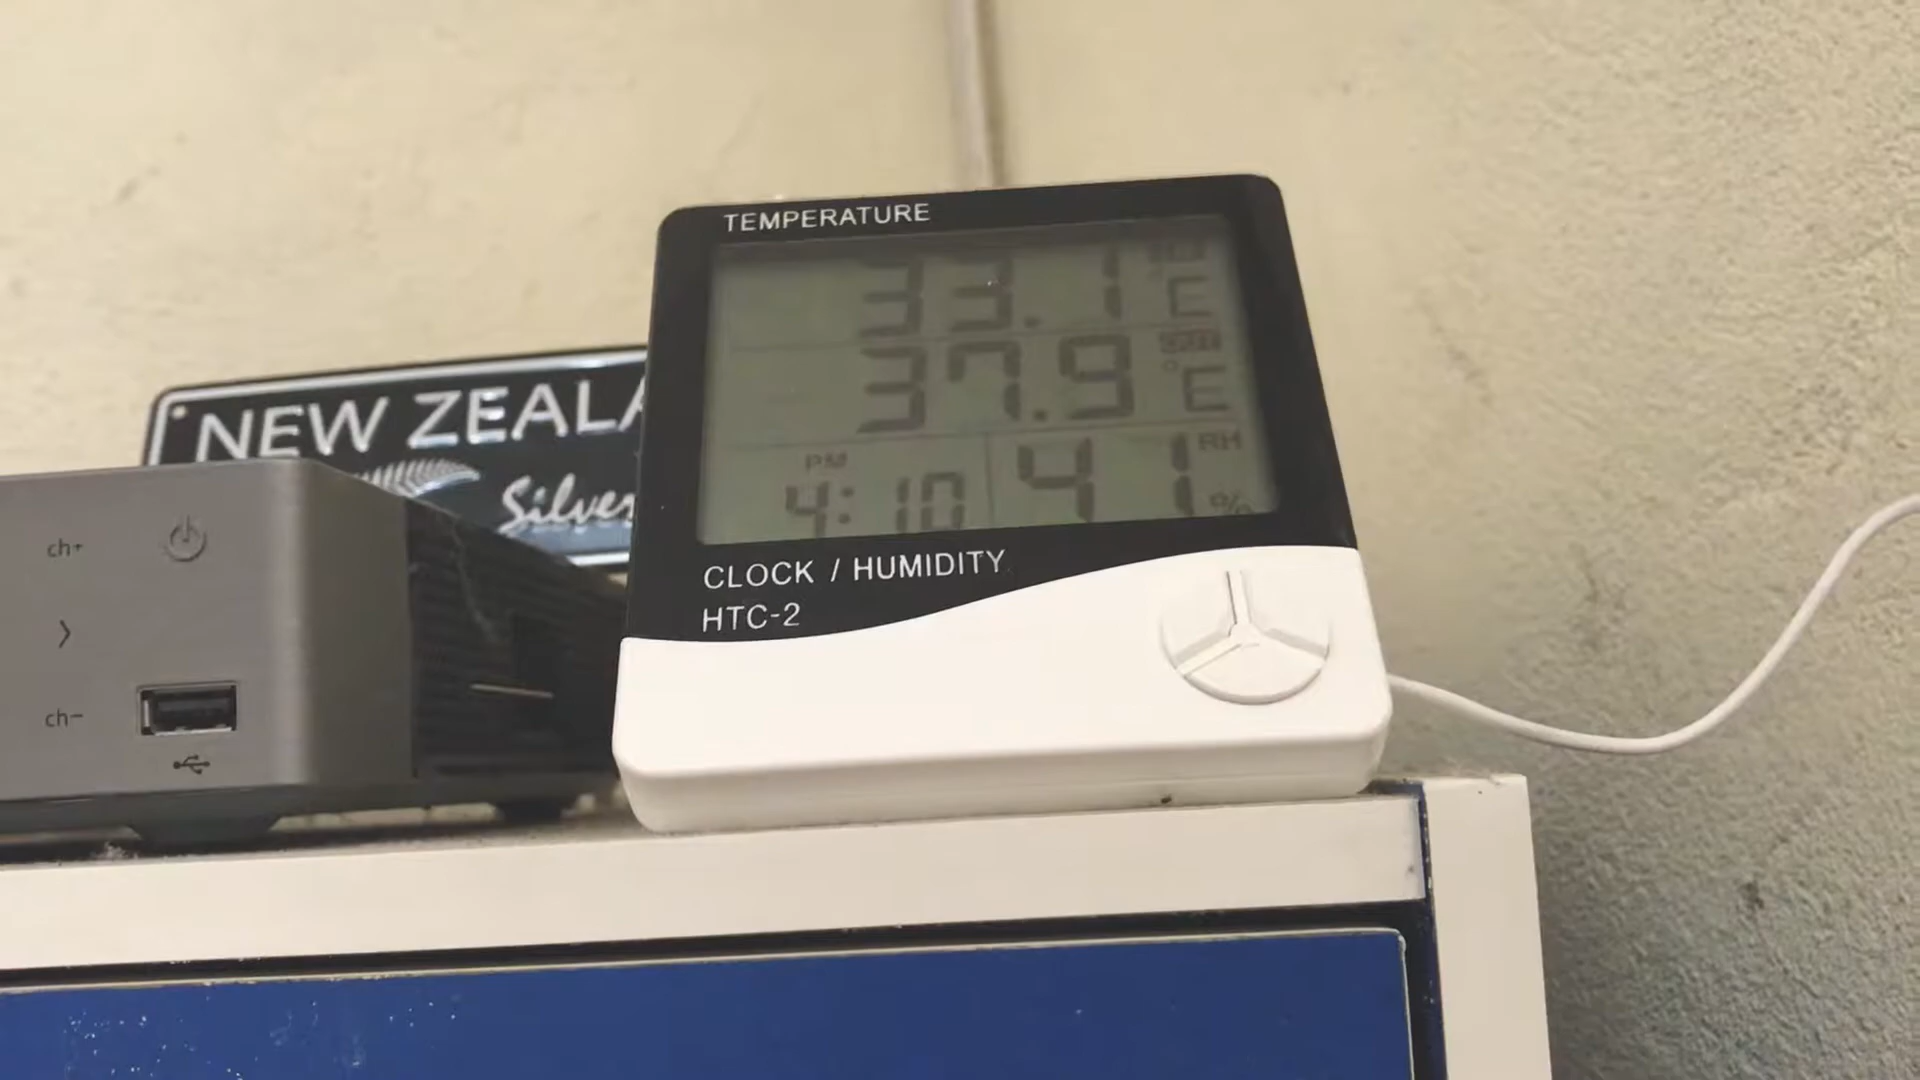 TEMPERATURE
33.1 °E
37.9 °E
PM
4:10
41 RH %
CLOCK / HUMIDITY
HTC-2
NEW ZEALA
Silver
ch+
ch-